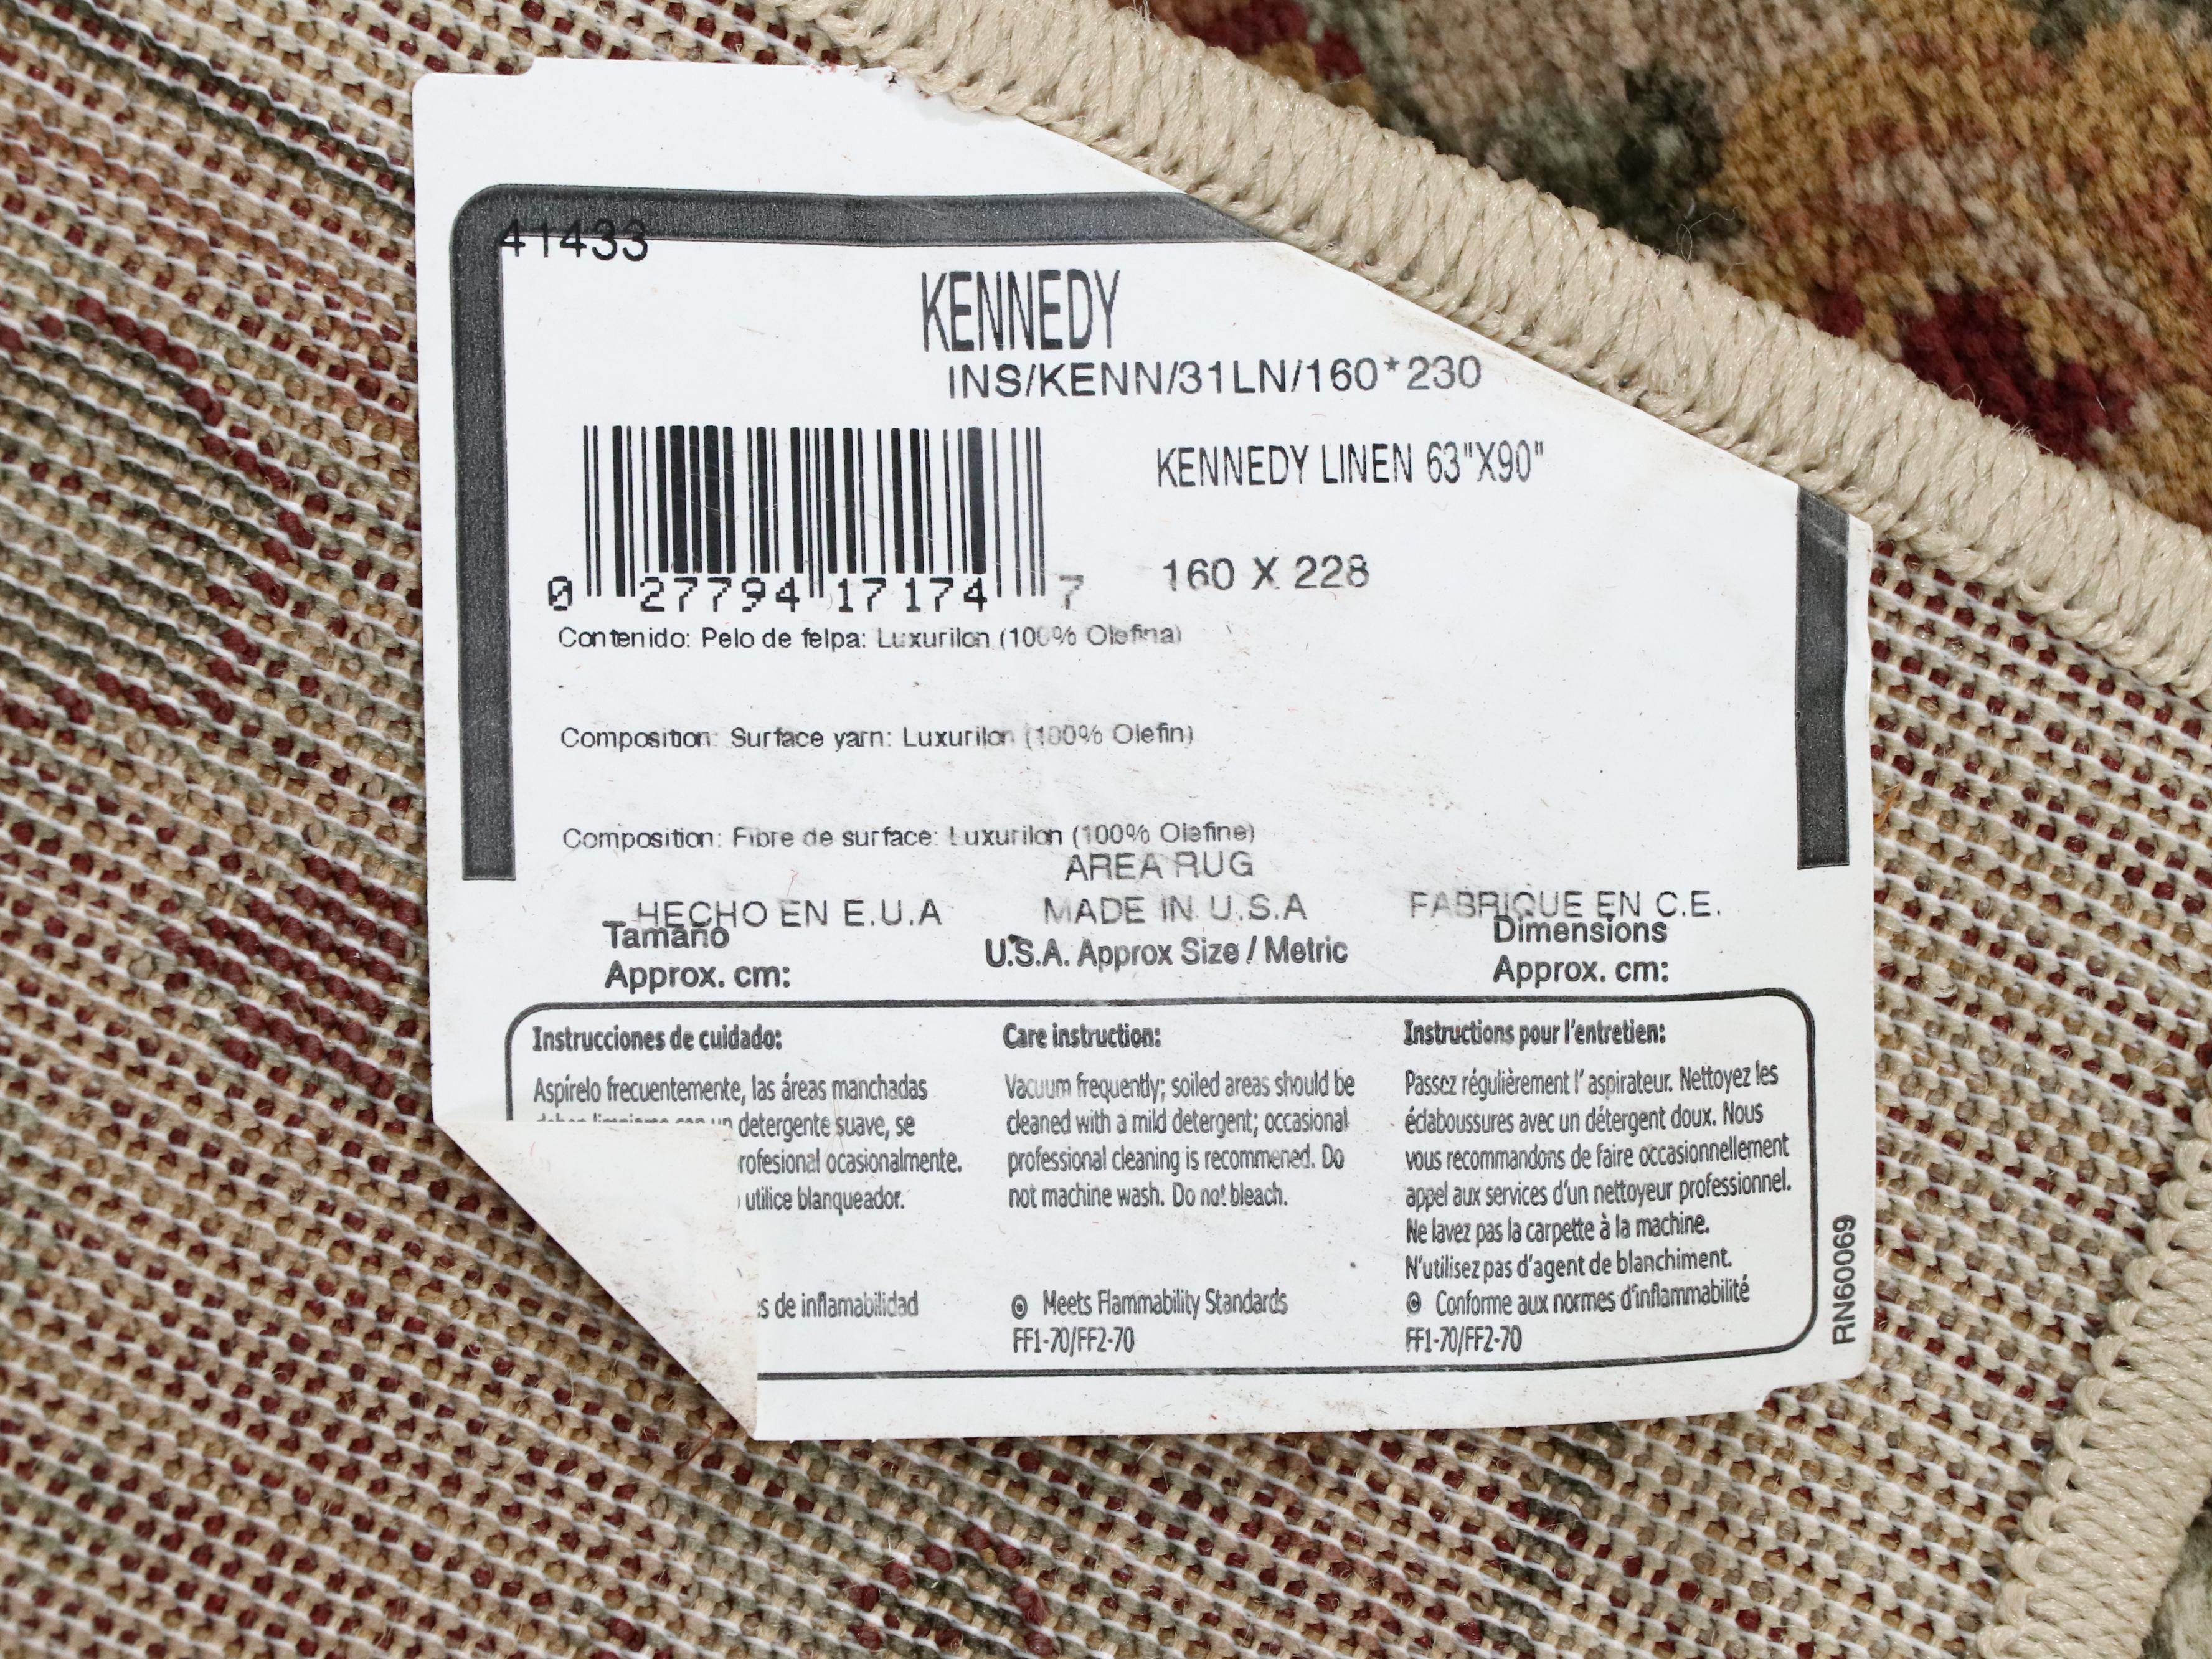 41433
KENNEDY
INS/KENN/31LN/160*230
KENNEDY LINEN 63"X90"
160 X 228
0 27794 17174 7
Contenido: Pelo de felpa: Luxurilon (100% Olefina)
Composition: Surface yarn: Luxurilon (100% Olefin)
Composition: Fibre de surface: Luxurilon (100% Olefine)
AREA RUG
HECHO EN E.U.A MADE IN U.S.A FABRIQUE EN C.E.
Tamaño
Approx. cm:
U.S.A. Approx Size / Metric
Dimensions
Approx. cm:
Instrucciones de cuidado:
Aspírelo frecuentemente, las áreas manchadas
detergente suave, se
rofesional ocasionalmente.
utilice blanqueador.
s de inflamabilidad
Care instruction:
Vacuum frequently; soiled areas should be
cleaned with a mild detergent; occasional
professional cleaning is recommened. Do
not machine wash. Do not bleach.
Meets Flammability Standards
FF1-70/FF2-70
Instructions pour l'entretien:
Passez régulièrement l' aspirateur. Nettoyez les
éclaboussures avec un détergent doux. Nous
vous recommandons de faire occasionnellement
appel aux services d'un nettoyeur professionnel.
Ne lavez pas la carpette à la machine.
N'utilisez pas d'agent de blanchiment.
Conforme aux normes d'inflammabilité
FF1-70/FF2-70
RN60069